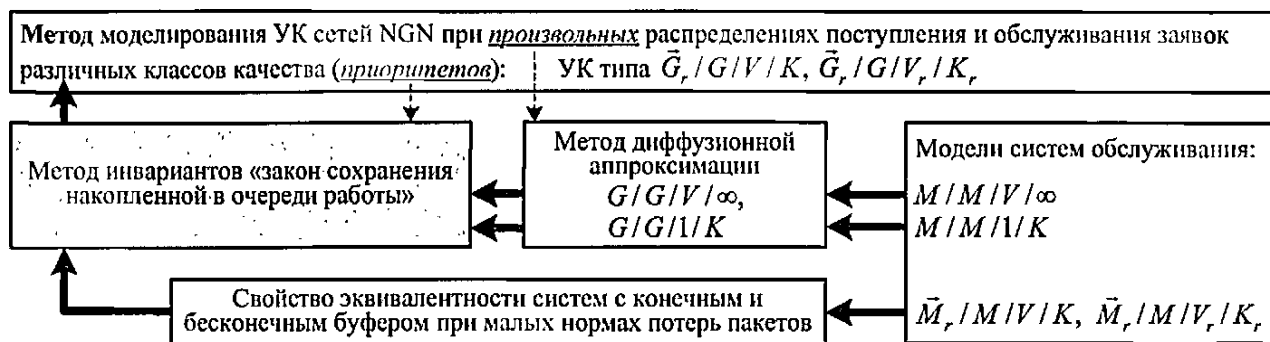 Метод моделирования УК сетей NGN при произвольных распределениях поступления и обслуживания заявок
различных классов качества (приоритетов): УК типа G⃗_r / G / V / K, G⃗_r / G / V_r / K_r
Метод инвариантов «закон сохранения
накопленной в очереди работы»
Метод диффузионной
аппроксимации
G / G / V / ∞,
G / G / 1 / K
Модели систем обслуживания:
M / M / V / ∞
M / M / 1 / K
M⃗_r / M / V / K, M⃗_r / M / V_r / K_r
Свойство эквивалентности систем с конечным и
бесконечным буфером при малых нормах потерь пакетов